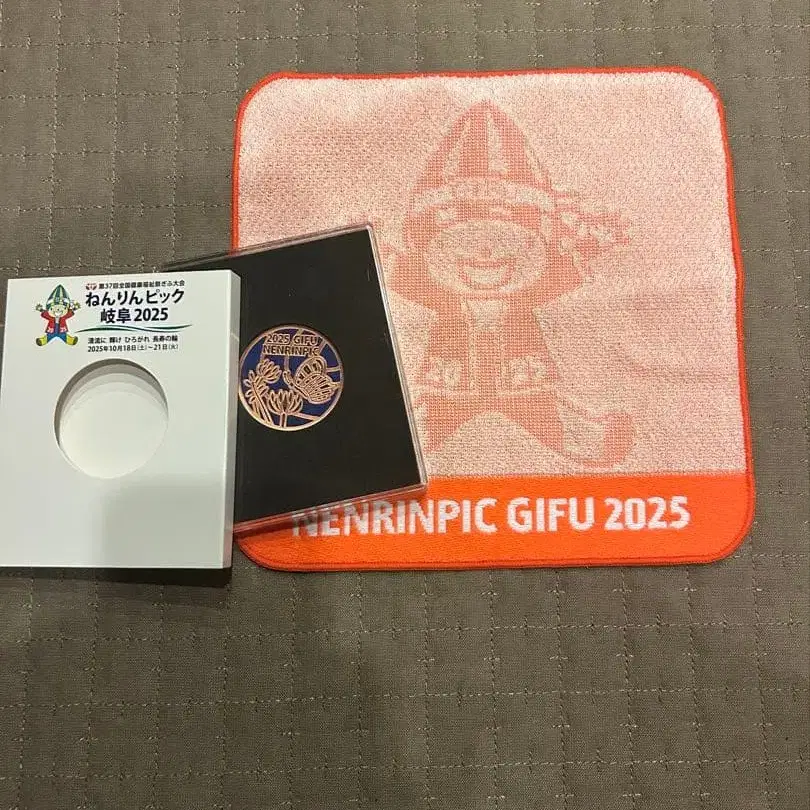 第37回全国健康福祉祭ぎふ大会
ねんりんピック
岐阜2025
清流に 輝け ひろがれ 長寿の輪
2025年10月18日(土)~21日(火)
2025 GIFU
NENRINPIC
20 25
NENRINPIC GIFU 2025